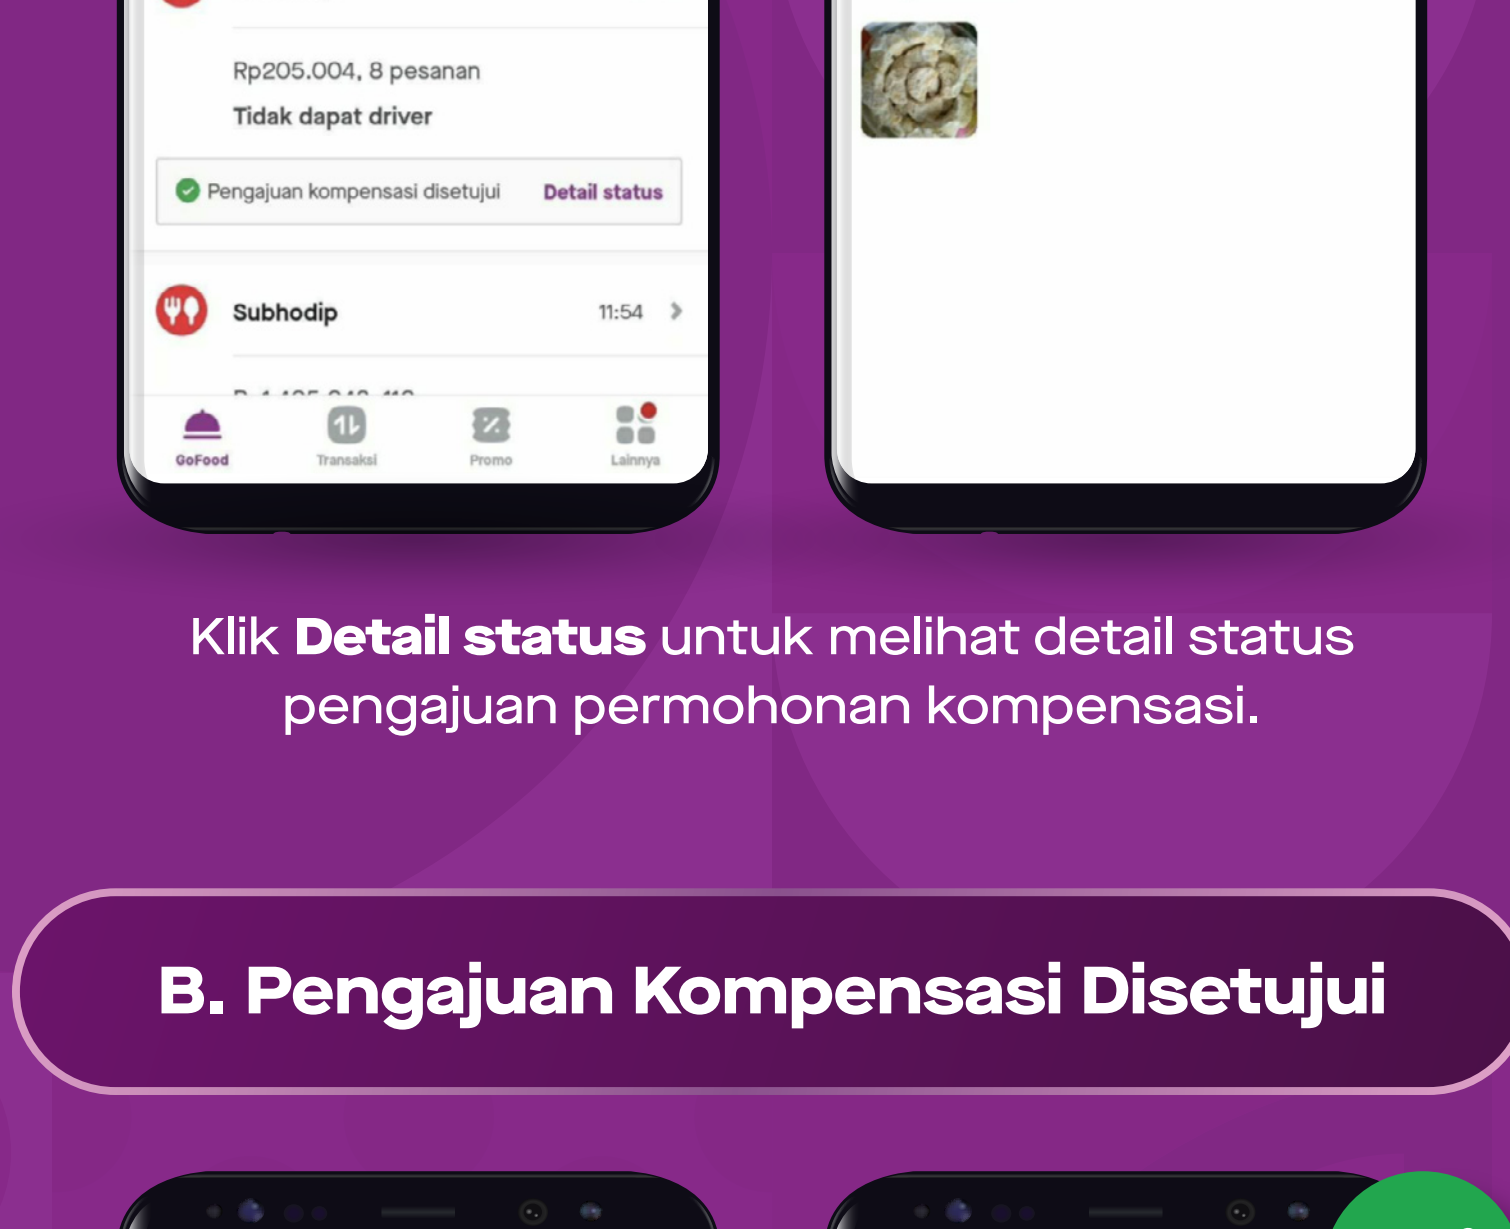 Rp205.004, 8 pesanan
Tidak dapat driver
Pengajuan kompensasi disetujui Detail status
Subhodip 11:54
GoFood Transaksi Promo Lainnya
Klik Detail status untuk melihat detail status
pengajuan permohonan kompensasi.
B. Pengajuan Kompensasi Disetujui